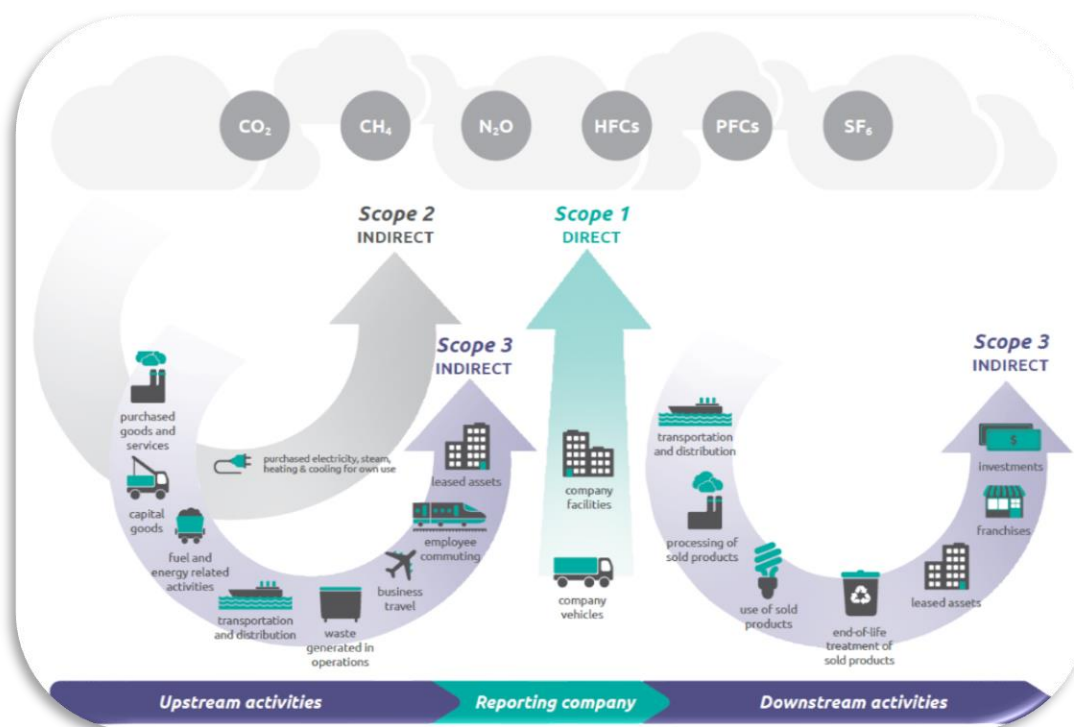 CO₂
CH₄
N₂O
HFCs
PFCs
SF₆
Scope 2
INDIRECT
Scope 1
DIRECT
Scope 3
INDIRECT
Scope 3
INDIRECT
purchased
goods and
services
capital
goods
fuel and
energy related
activities
purchased electricity, steam,
heating & cooling for own use
transportation
and distribution
waste
generated in
operations
business
travel
employee
commuting
leased assets
company
facilities
company
vehicles
transportation
and distribution
processing of
sold products
use of sold
products
end-of-life
treatment of
sold products
leased assets
franchises
$
investments
Upstream activities
Reporting company
Downstream activities